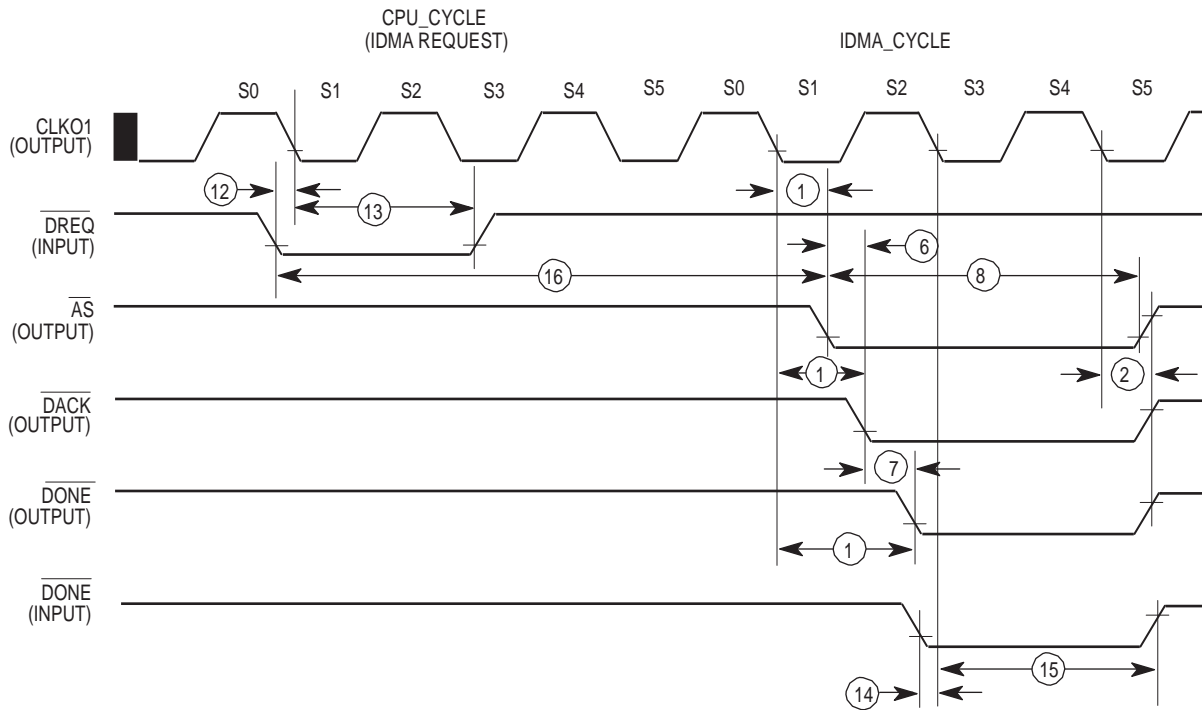 CPU_CYCLE
(IDMA REQUEST)
IDMA_CYCLE
S0 S1 S2 S3 S4 S5 S0 S1 S2 S3 S4 S5
CLKO1
(OUTPUT)
12
13
1
DREQ
(INPUT)
6
16
8
AS
(OUTPUT)
1
2
DACK
(OUTPUT)
7
DONE
(OUTPUT)
1
DONE
(INPUT)
15
14